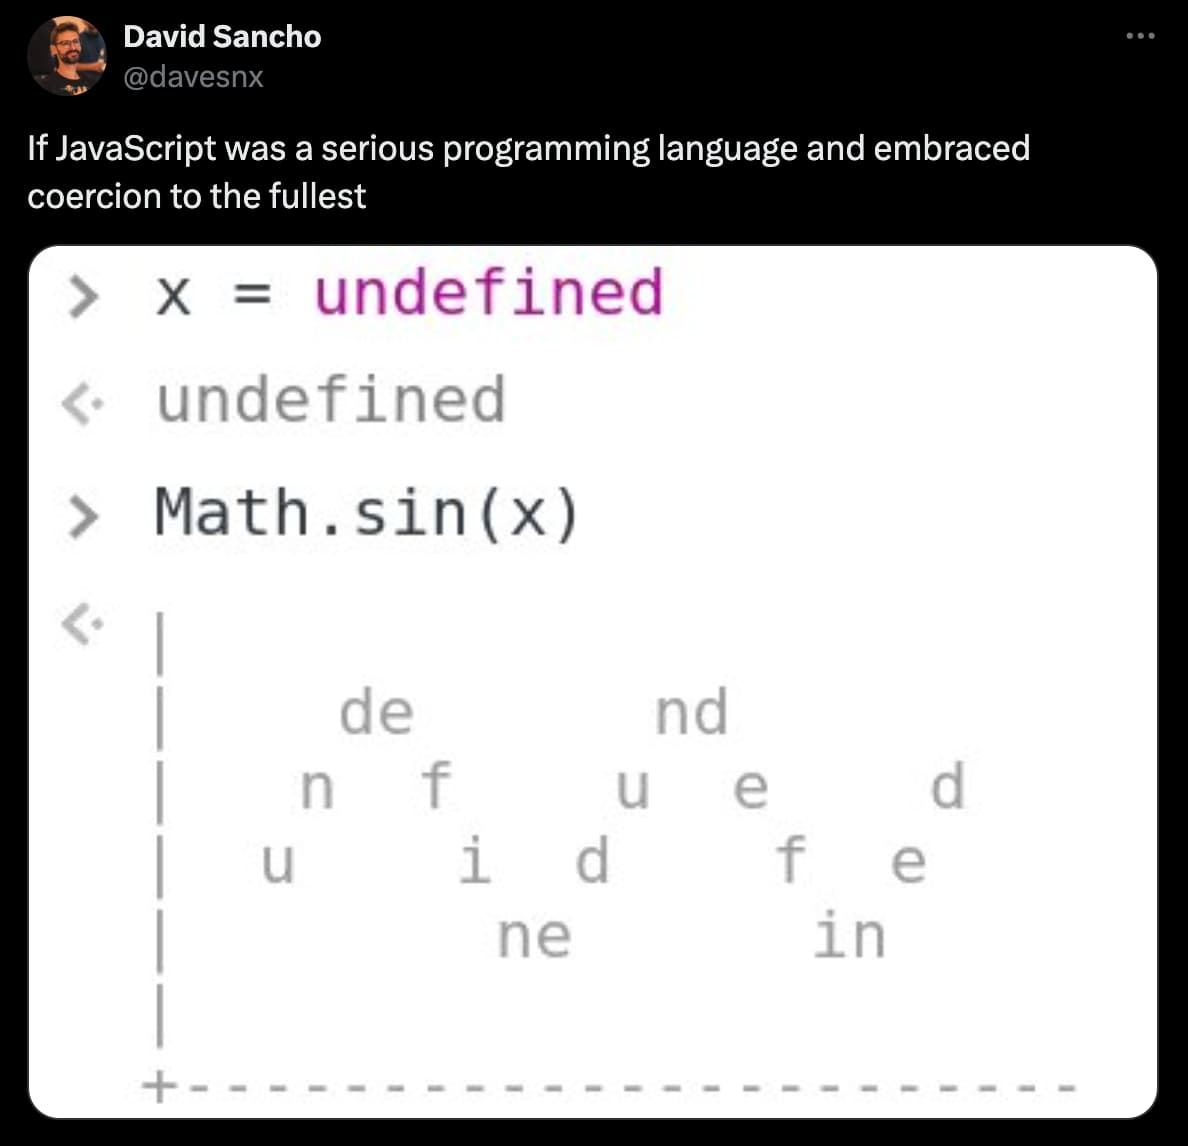 David Sancho
@davesnx
If JavaScript was a serious programming language and embraced
coercion to the fullest
> x = undefined
<· undefined
> Math.sin(x)
<· |
| de nd
| n f u e d
| u i d f e
| ne in
|
+------------------------